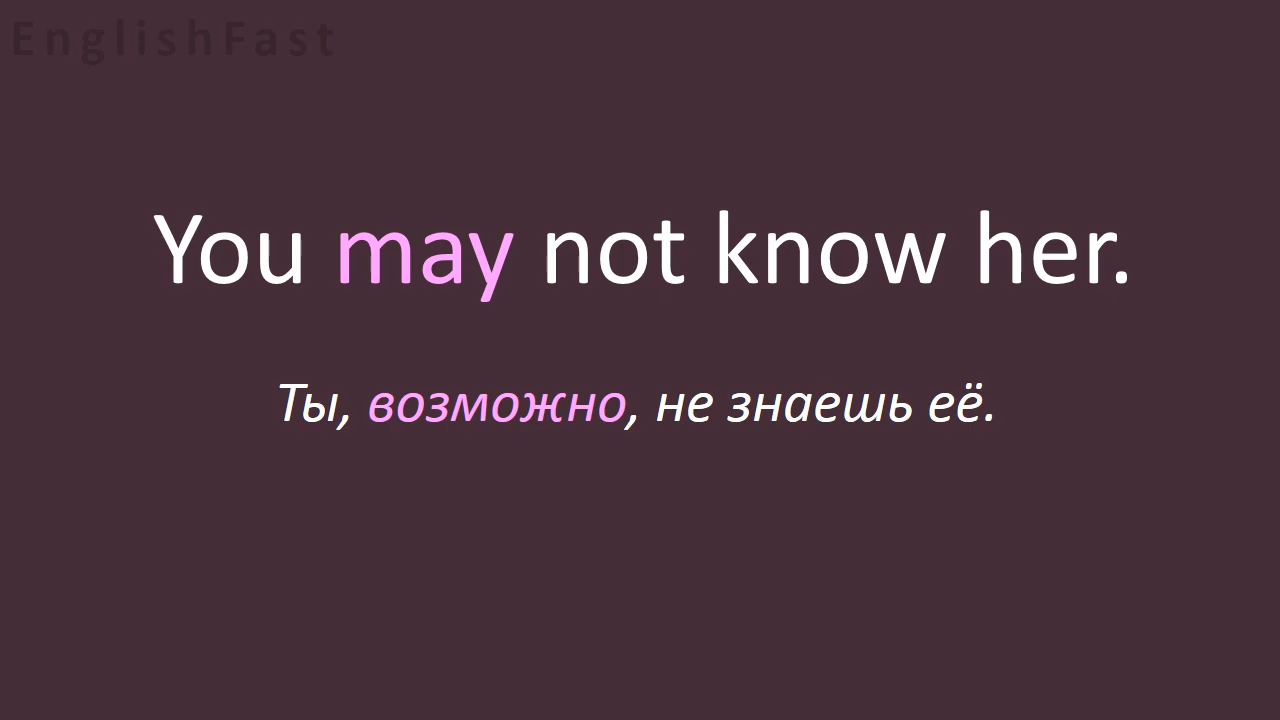 EnglishFast
You may not know her.
Ты, возможно, не знаешь её.